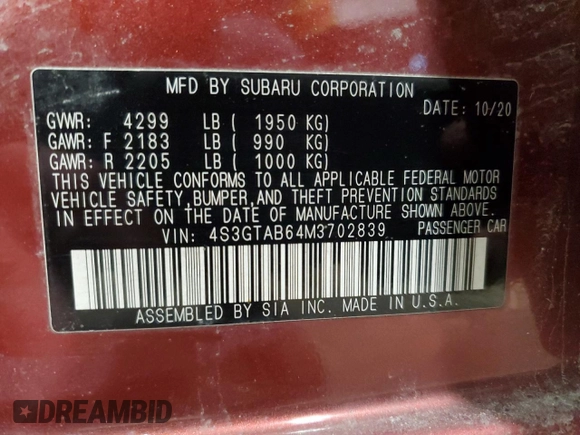 MFD BY SUBARU CORPORATION
DATE: 10/20
GVWR: 4299 LB ( 1950 KG)
GAWR: F 2183 LB ( 990 KG)
GAWR: R 2205 LB ( 1000 KG)
THIS VEHICLE CONFORMS TO ALL APPLICABLE FEDERAL MOTOR
VEHICLE SAFETY,BUMPER,AND THEFT PREVENTION STANDARDS
IN EFFECT ON THE DATE OF MANUFACTURE SHOWN ABOVE.
VIN: 4S3GTAB64M3702839 PASSENGER CAR
ASSEMBLED BY SIA INC. MADE IN U.S.A.
DREAMBID